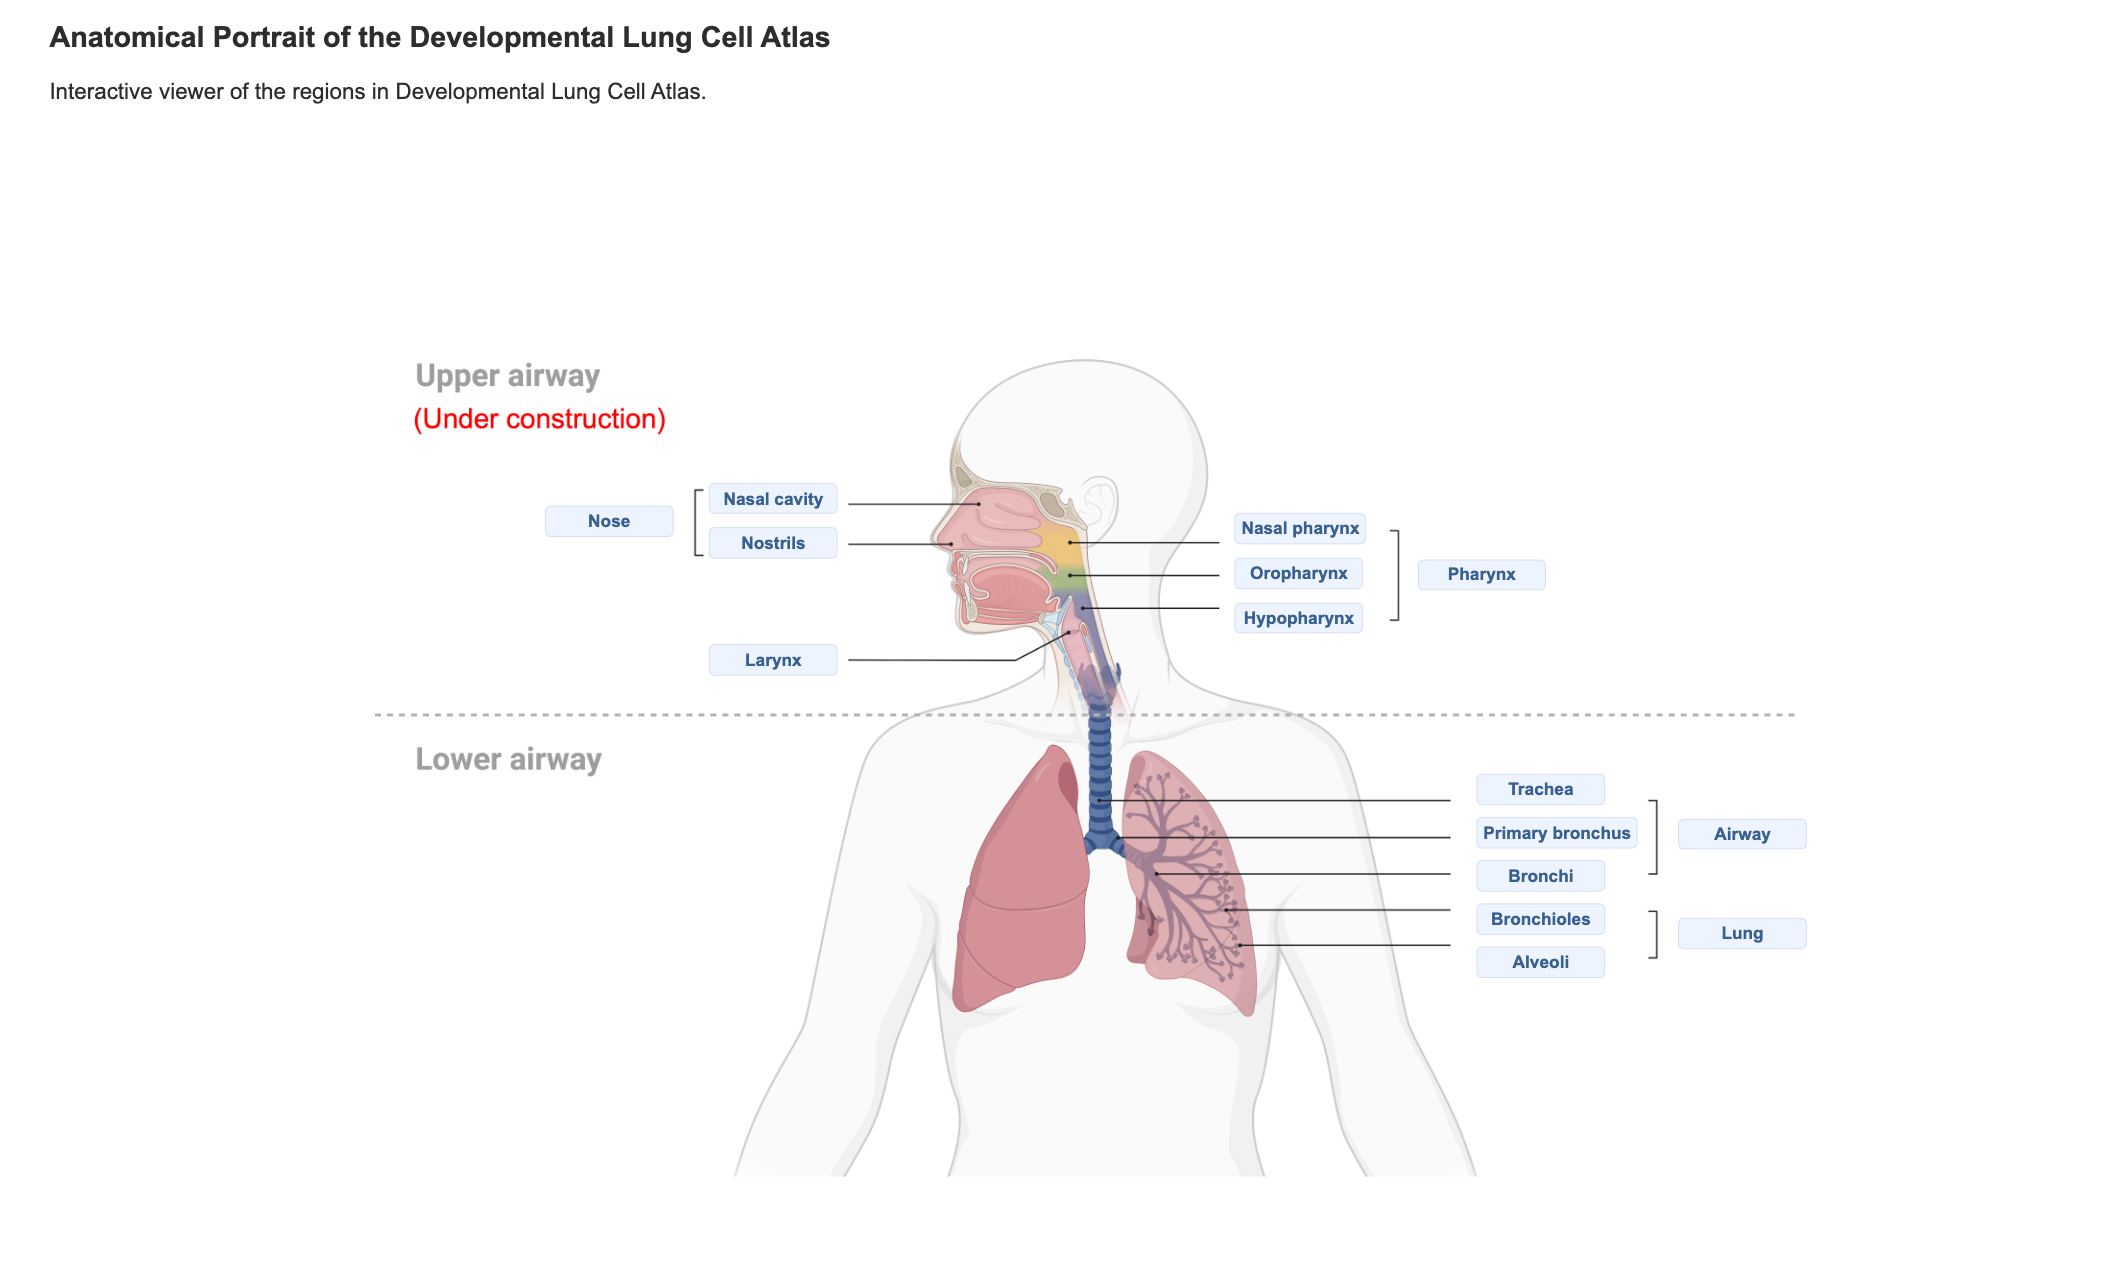 Anatomical Portrait of the Developmental Lung Cell Atlas
Interactive viewer of the regions in Developmental Lung Cell Atlas.
Upper airway
(Under construction)
Nose
Nasal cavity
Nostrils
Larynx
Nasal pharynx
Oropharynx
Hypopharynx
Pharynx
Lower airway
Trachea
Primary bronchus
Bronchi
Airway
Bronchioles
Alveoli
Lung